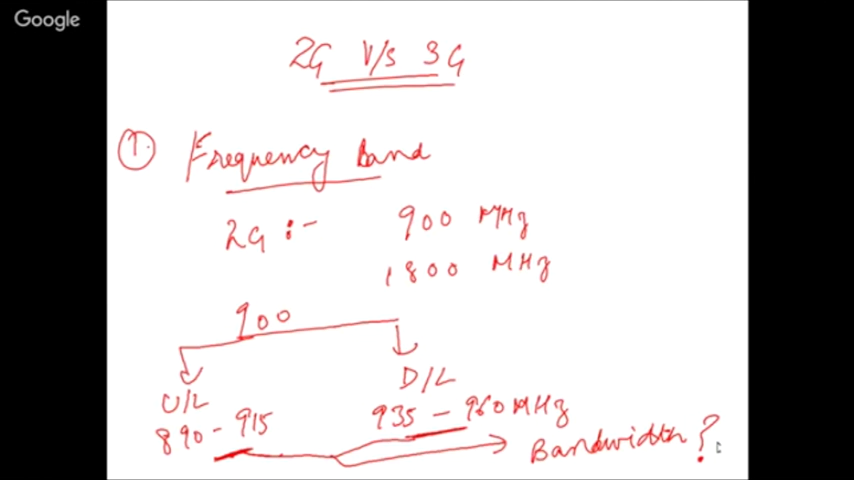 Google
2G V/S 3G
① Frequency Band
2G :- 900 MHz
1800 MHz
900
U/L D/L
890 - 915 935 - 960 MHz
Bandwidth?